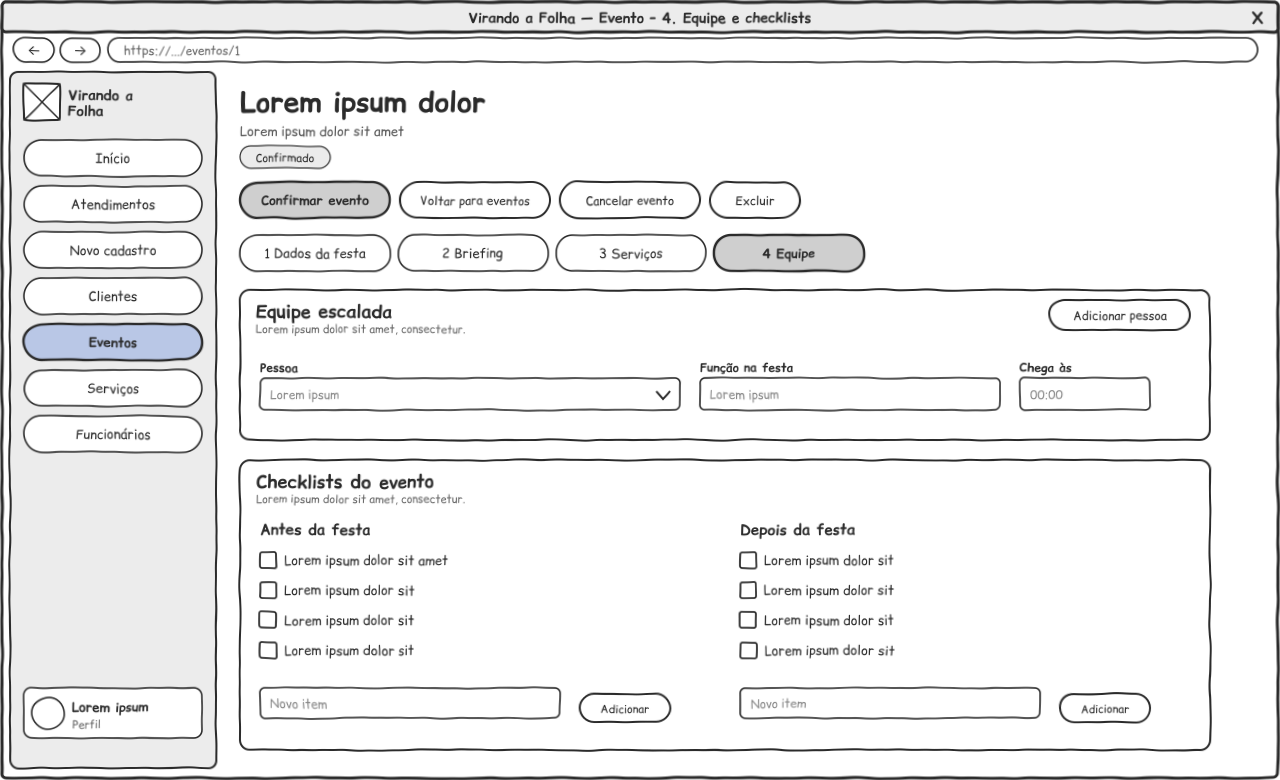 Virando a Folha — Evento - 4. Equipe e checklists
X
← → https://.../eventos/1
Virando a
Folha
Início
Atendimentos
Novo cadastro
Clientes
Eventos
Serviços
Funcionários
Lorem ipsum
Perfil
Lorem ipsum dolor
Lorem ipsum dolor sit amet
Confirmado
Confirmar evento Voltar para eventos Cancelar evento Excluir
1 Dados da festa 2 Briefing 3 Serviços 4 Equipe
Equipe escalada
Lorem ipsum dolor sit amet, consectetur.
Adicionar pessoa
Pessoa Função na festa Chega às
Lorem ipsum Lorem ipsum 00:00
Checklists do evento
Lorem ipsum dolor sit amet, consectetur.
Antes da festa
Lorem ipsum dolor sit amet
Lorem ipsum dolor sit
Lorem ipsum dolor sit
Lorem ipsum dolor sit
Novo item Adicionar
Depois da festa
Lorem ipsum dolor sit
Lorem ipsum dolor sit
Lorem ipsum dolor sit
Lorem ipsum dolor sit
Novo item Adicionar